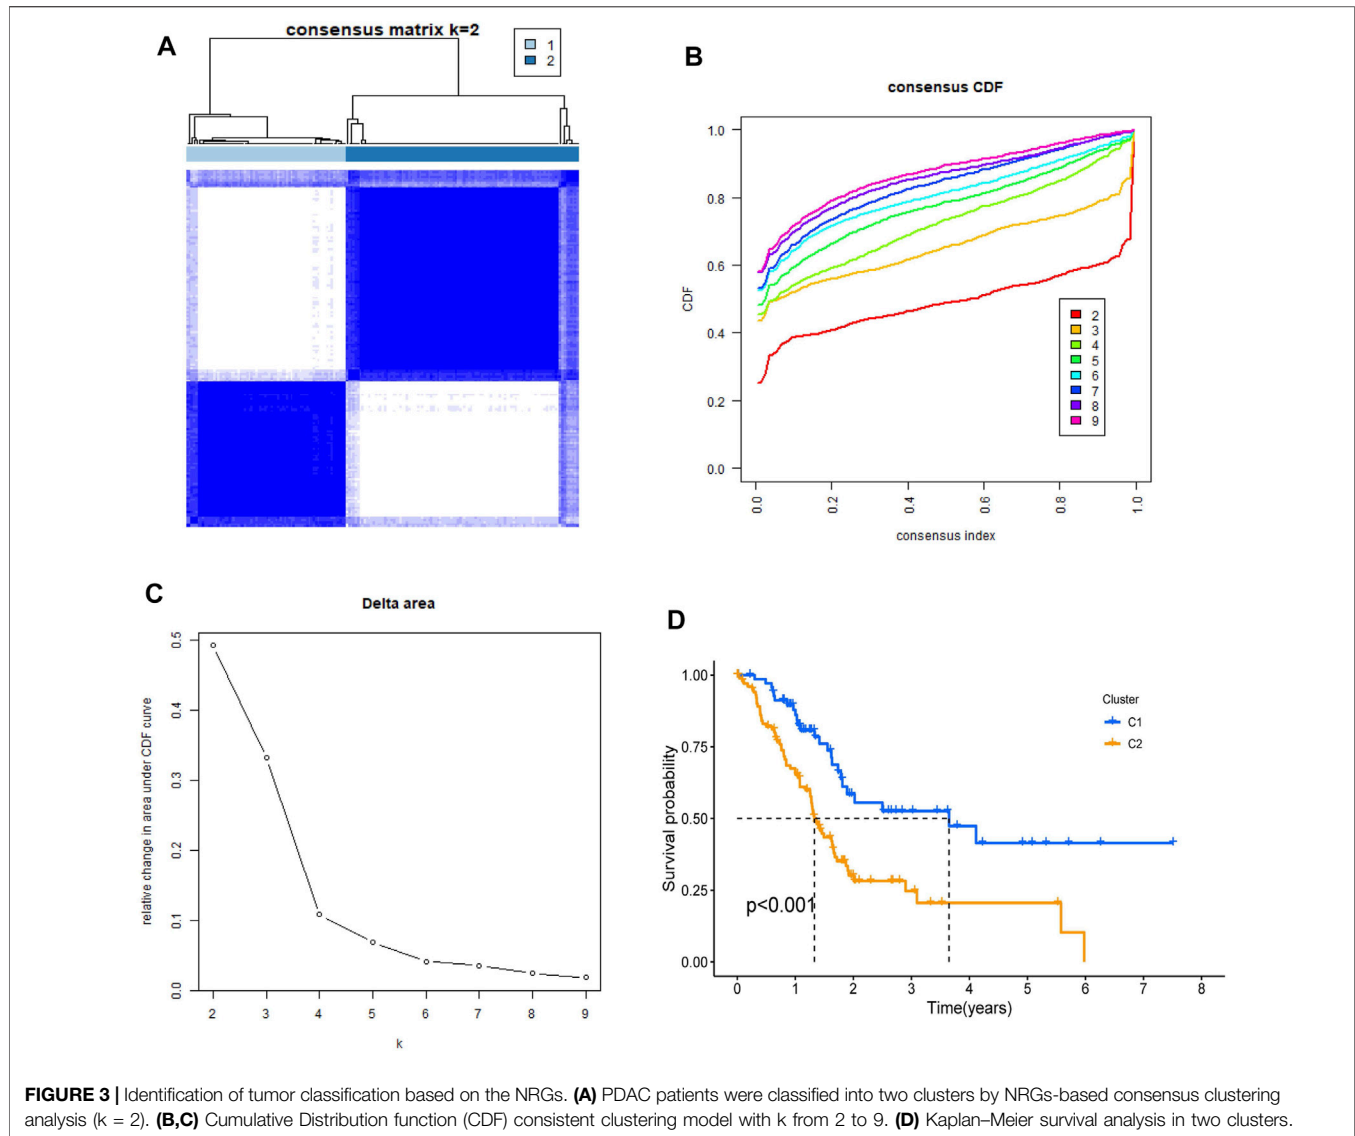 A
consensus matrix k=2
1
2
B
consensus CDF
CDF
1.0
0.8
0.6
0.4
0.2
0.0
2
3
4
5
6
7
8
9
0.0
0.2
0.4
0.6
0.8
1.0
consensus index
C
Delta area
relative change in area under CDF curve
0.5
0.4
0.3
0.2
0.1
0.0
2 3 4 5 6 7 8 9
k
D
Survival probability
1.00
0.75
0.50
0.25
0.00
Cluster
C1
C2
p<0.001
0 1 2 3 4 5 6 7 8
Time(years)
FIGURE 3 | Identification of tumor classification based on the NRGs. (A) PDAC patients were classified into two clusters by NRGs-based consensus clustering
analysis (k = 2). (B,C) Cumulative Distribution function (CDF) consistent clustering model with k from 2 to 9. (D) Kaplan–Meier survival analysis in two clusters.